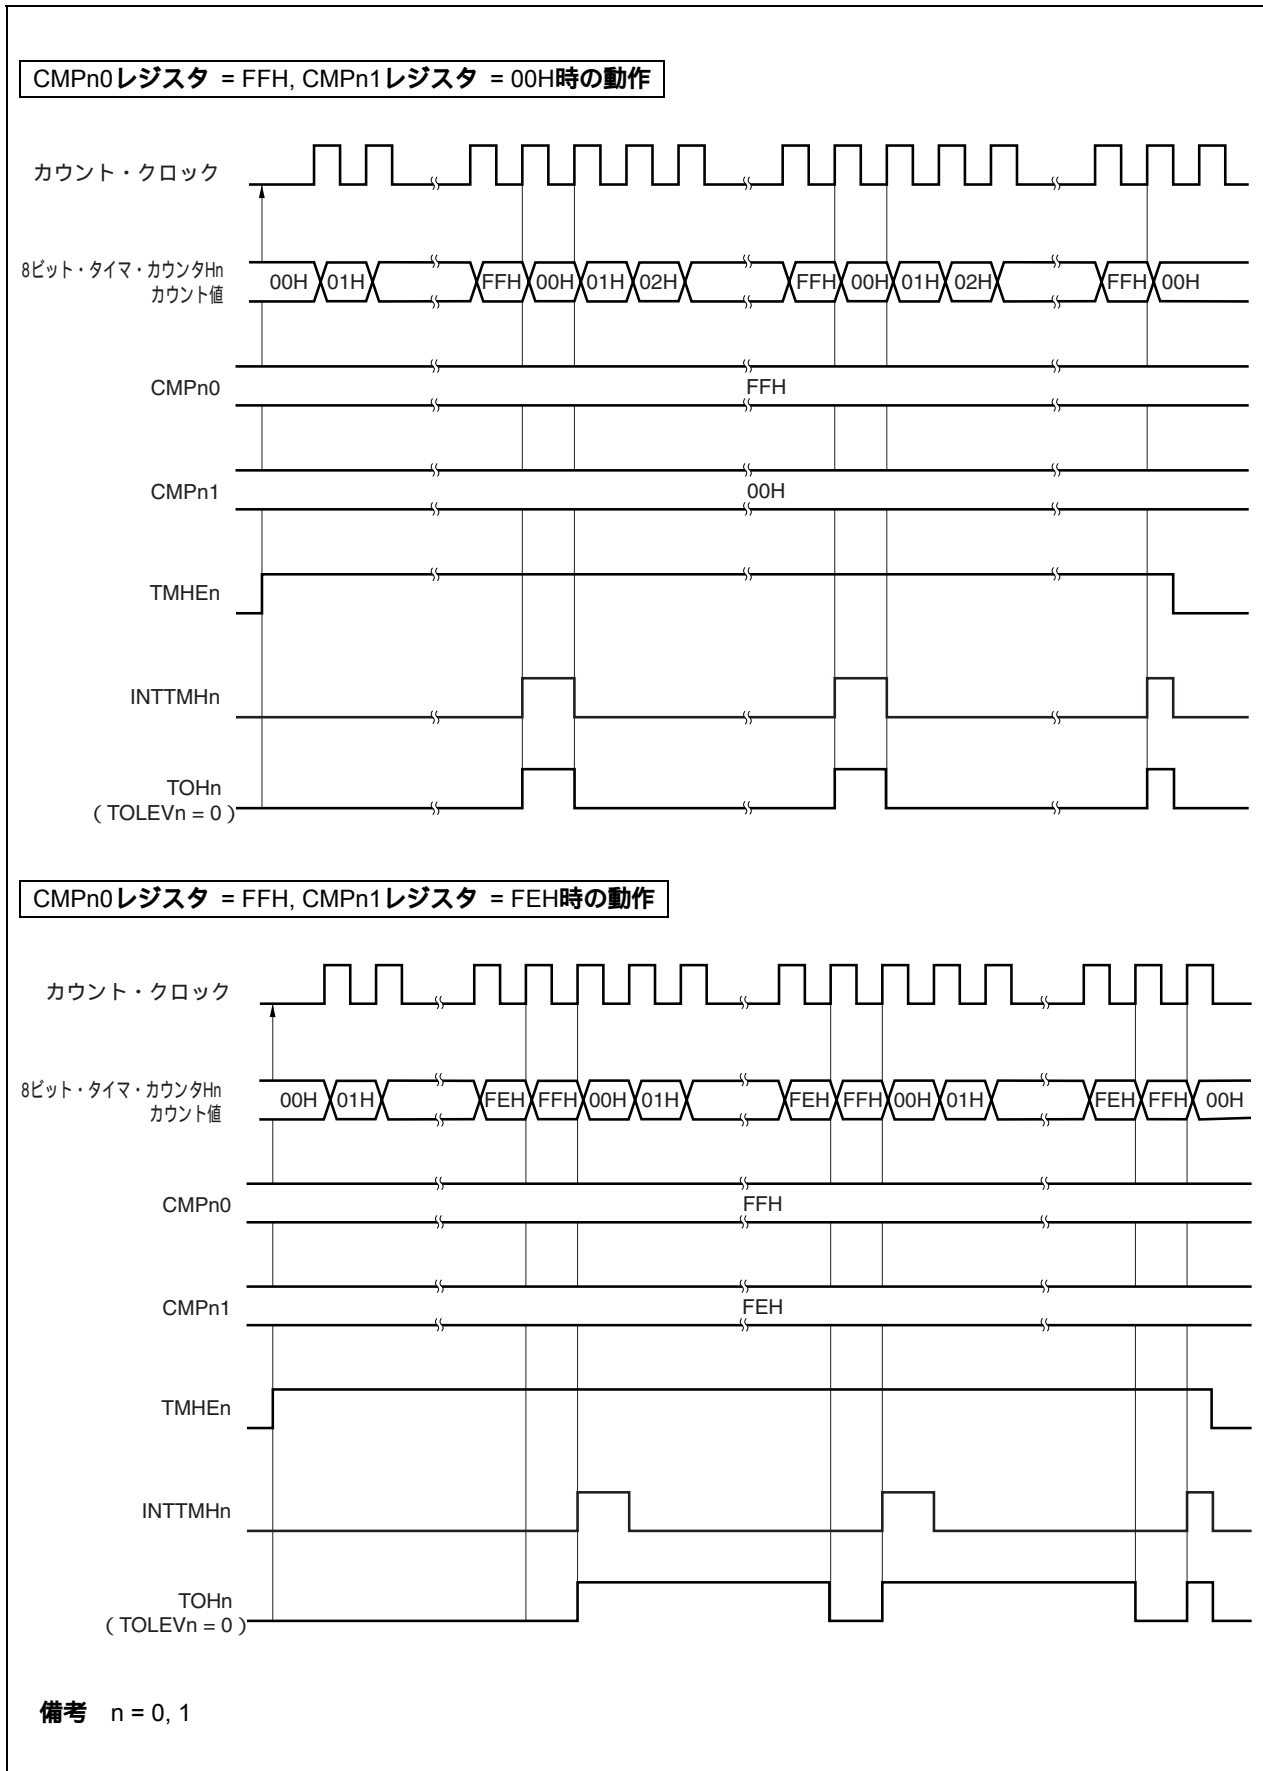 CMPn0レジスタ = FFH, CMPn1レジスタ = 00H時の動作
カウント・クロック
8ビット・タイマ・カウンタHn
カウント値
00H 01H FFH 00H 01H 02H FFH 00H 01H 02H FFH 00H
CMPn0 FFH
CMPn1 00H
TMHEn
INTTMHn
TOHn
( TOLEVn = 0 )
CMPn0レジスタ = FFH, CMPn1レジスタ = FEH時の動作
カウント・クロック
8ビット・タイマ・カウンタHn
カウント値
00H 01H FEH FFH 00H 01H FEH FFH 00H 01H FEH FFH 00H
CMPn0 FFH
CMPn1 FEH
TMHEn
INTTMHn
TOHn
( TOLEVn = 0 )
備考 n = 0, 1